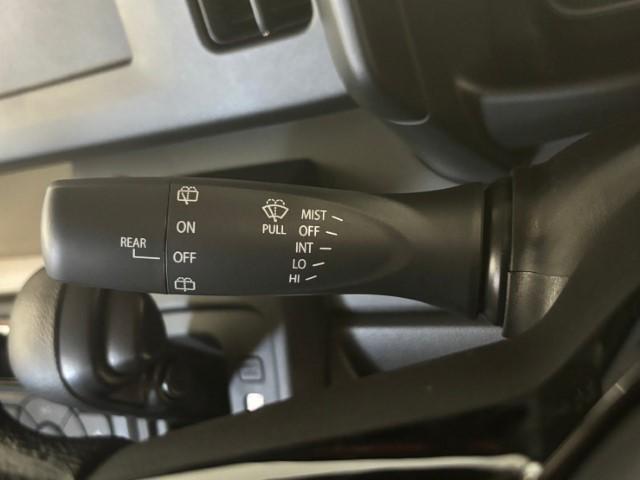 REAR
ON
OFF
PULL
MIST
OFF
INT
LO
HI